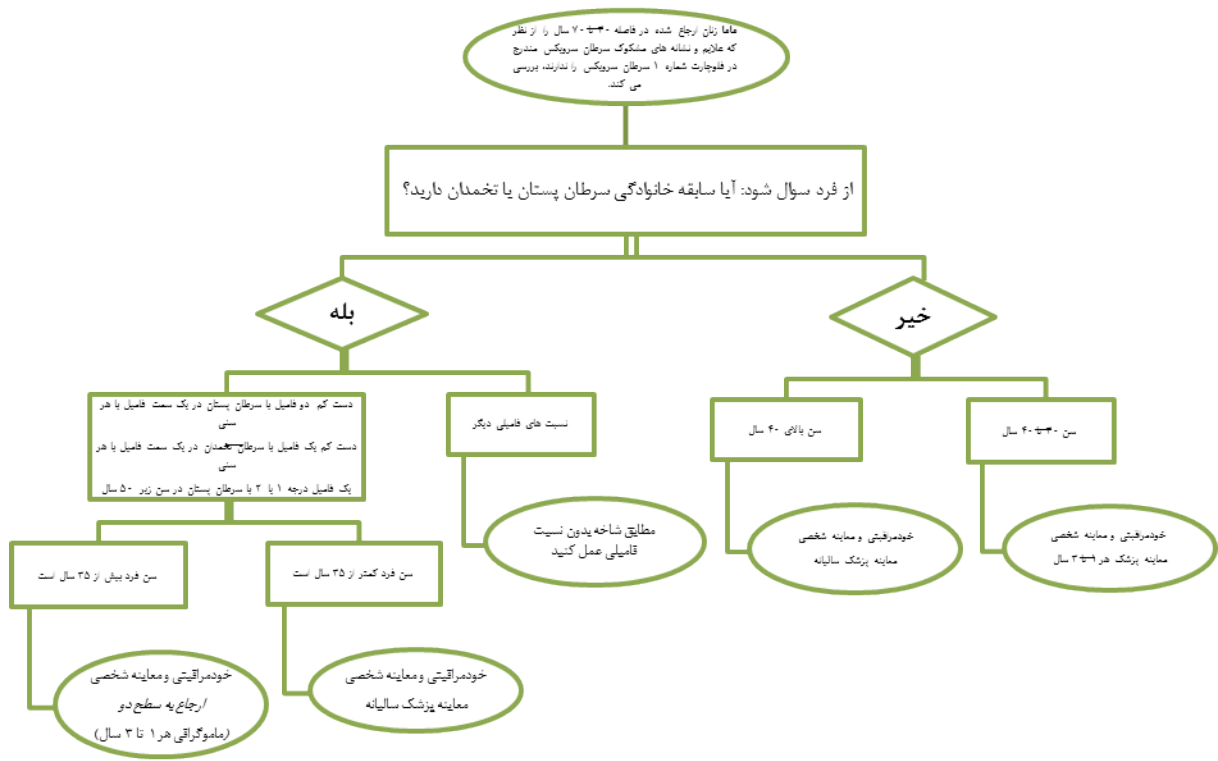 ماما زنان ارجاع شده در فاصله ۳۰ تا ۷۰ سال را از نظر
که علایم و نشانه های مشکوک سرطان سرویکس مندرج
در فلوچارت شماره ۱ سرطان سرویکس را ندارند، بررسی
می کند.
از فرد سوال شود: آیا سابقه خانوادگی سرطان پستان یا تخمدان دارید؟
خیر
بله
سن ۳۰ تا ۴۰ سال
سن بالای ۴۰ سال
نسبت های فامیلی دیگر
دست کم دو فامیل با سرطان پستان در یک سمت فامیل با هر
سنی
دست کم یک فامیل با سرطان تخمدان در یک سمت فامیل با هر
سنی
یک فامیل درجه ۱ یا ۲ با سرطان پستان در سن زیر ۵۰ سال
خودمرقبتی و معاینه شخصی
معاینه پزشک هر ۱ تا ۳ سال
خودمرقبتی و معاینه شخصی
معاینه پزشک سالیانه
مطابق شاخه بدون نسبت
فامیلی عمل کنید
سن فرد کمتر از ۳۵ سال است
سن فرد بیش از ۳۵ سال است
خودمراقبتی و معاینه شخصی
معاینه پزشک سالیانه
خودمراقبتی و معاینه شخصی
ارجاع به سطح دو
(ماموگرافی هر ۱ تا ۳ سال)